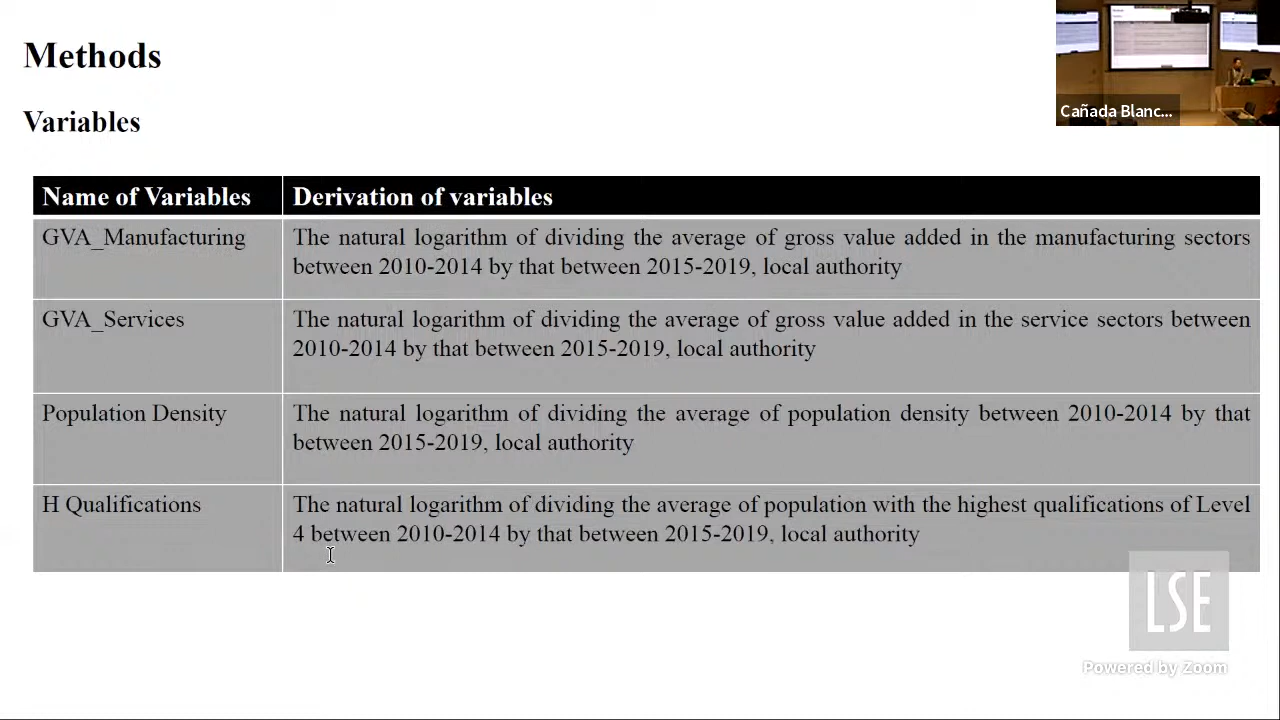 Methods
Cañada Blanc...
Variables
Name of Variables
Derivation of variables
GVA_Manufacturing
The natural logarithm of dividing the average of gross value added in the manufacturing sectors
between 2010-2014 by that between 2015-2019, local authority
GVA_Services
The natural logarithm of dividing the average of gross value added in the service sectors between
2010-2014 by that between 2015-2019, local authority
Population Density
The natural logarithm of dividing the average of population density between 2010-2014 by that
between 2015-2019, local authority
H Qualifications
The natural logarithm of dividing the average of population with the highest qualifications of Level
4 between 2010-2014 by that between 2015-2019, local authority
LSE
Powered by Zoom